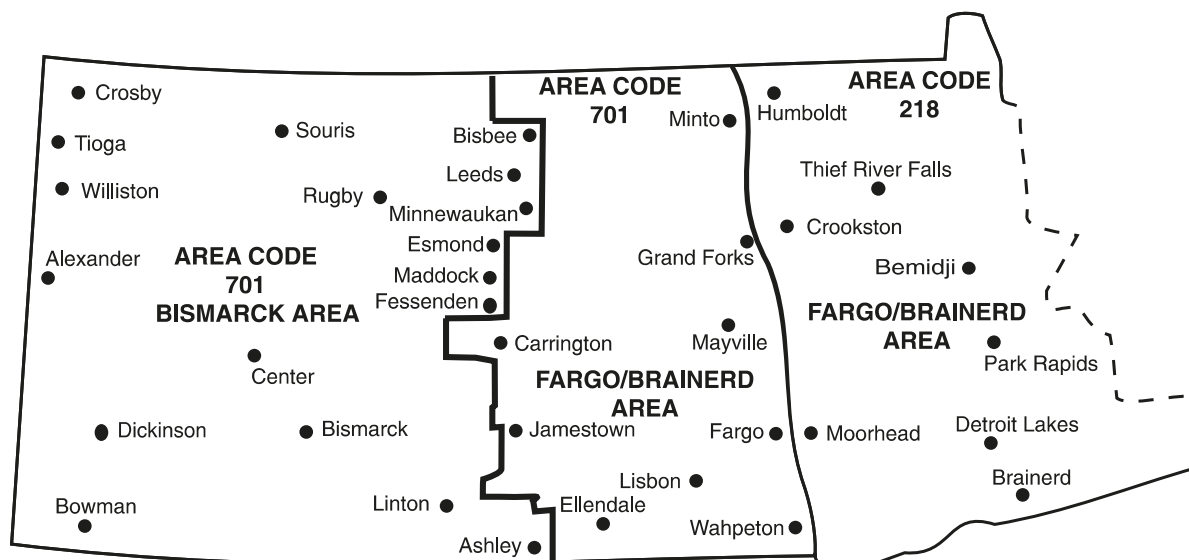 AREA CODE
701
AREA CODE
218
Crosby
Humboldt
Minto
Souris
Bisbee
Tioga
Thief River Falls
Leeds
Williston
Rugby
Minnewaukan
Crookston
Esmond
Grand Forks
Alexander
AREA CODE
701
BISMARCK AREA
Bemidji
Maddock
Fessenden
FARGO/BRAINERD
AREA
Carrington
Mayville
Park Rapids
Center
FARGO/BRAINERD
AREA
Dickinson
Bismarck
Jamestown
Fargo
Moorhead
Detroit Lakes
Lisbon
Brainerd
Bowman
Linton
Ellendale
Wahpeton
Ashley